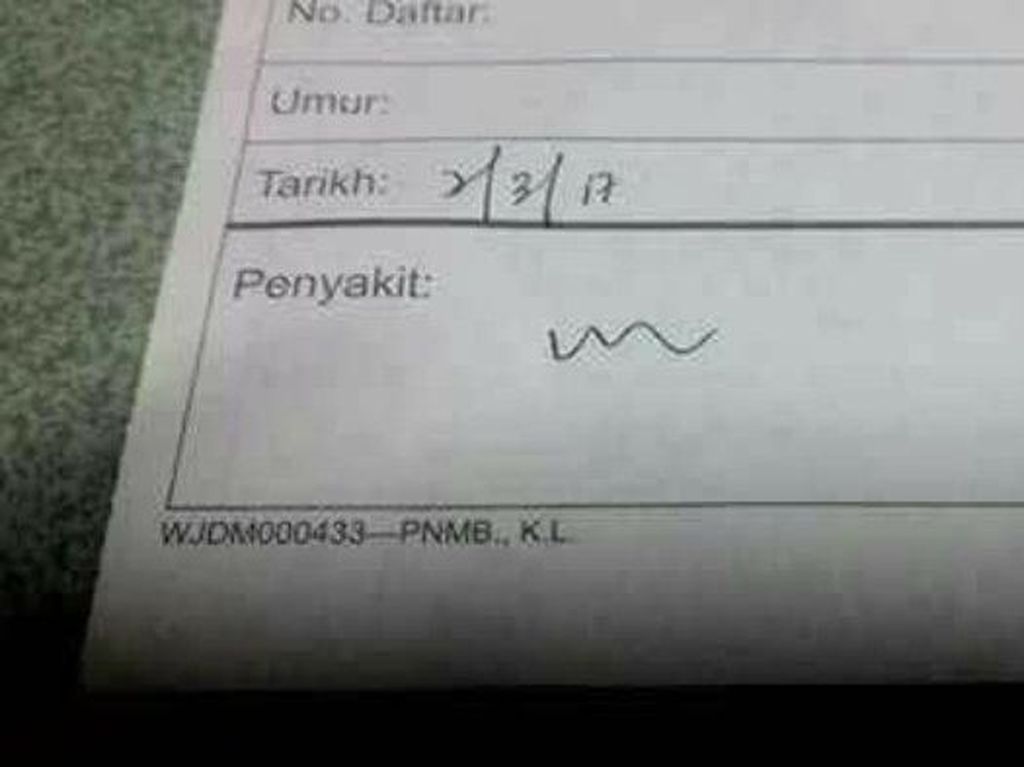 No. Daftar:
Umur:
Tarikh: 2/3/17
Penyakit:
WJDM000433—PNMB., K.L.